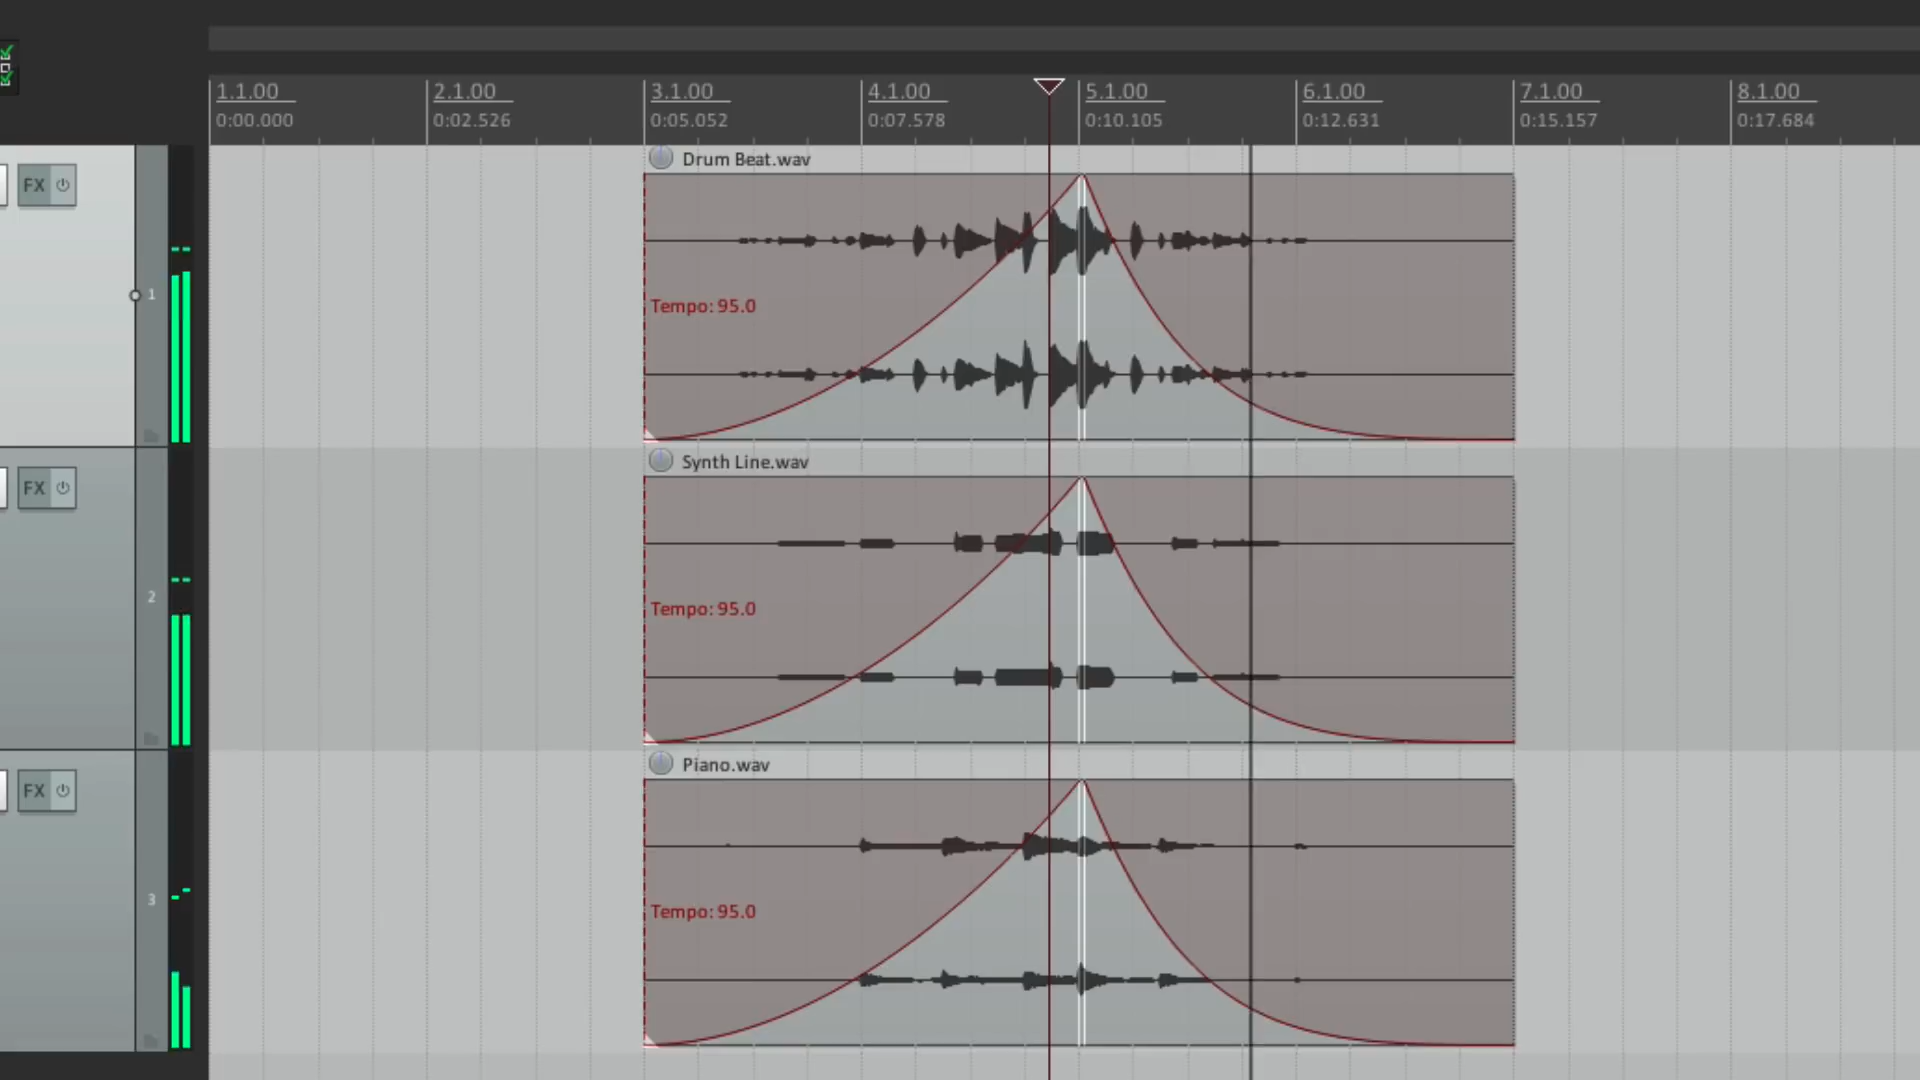 1.1.00 2.1.00 3.1.00 4.1.00 5.1.00 6.1.00 7.1.00 8.1.00
0:00.000 0:02.526 0:05.052 0:07.578 0:10.105 0:12.631 0:15.157 0:17.684
Drum Beat.wav
FX
1
Tempo: 95.0
Synth Line.wav
FX
2
Tempo: 95.0
Piano.wav
FX
3
Tempo: 95.0